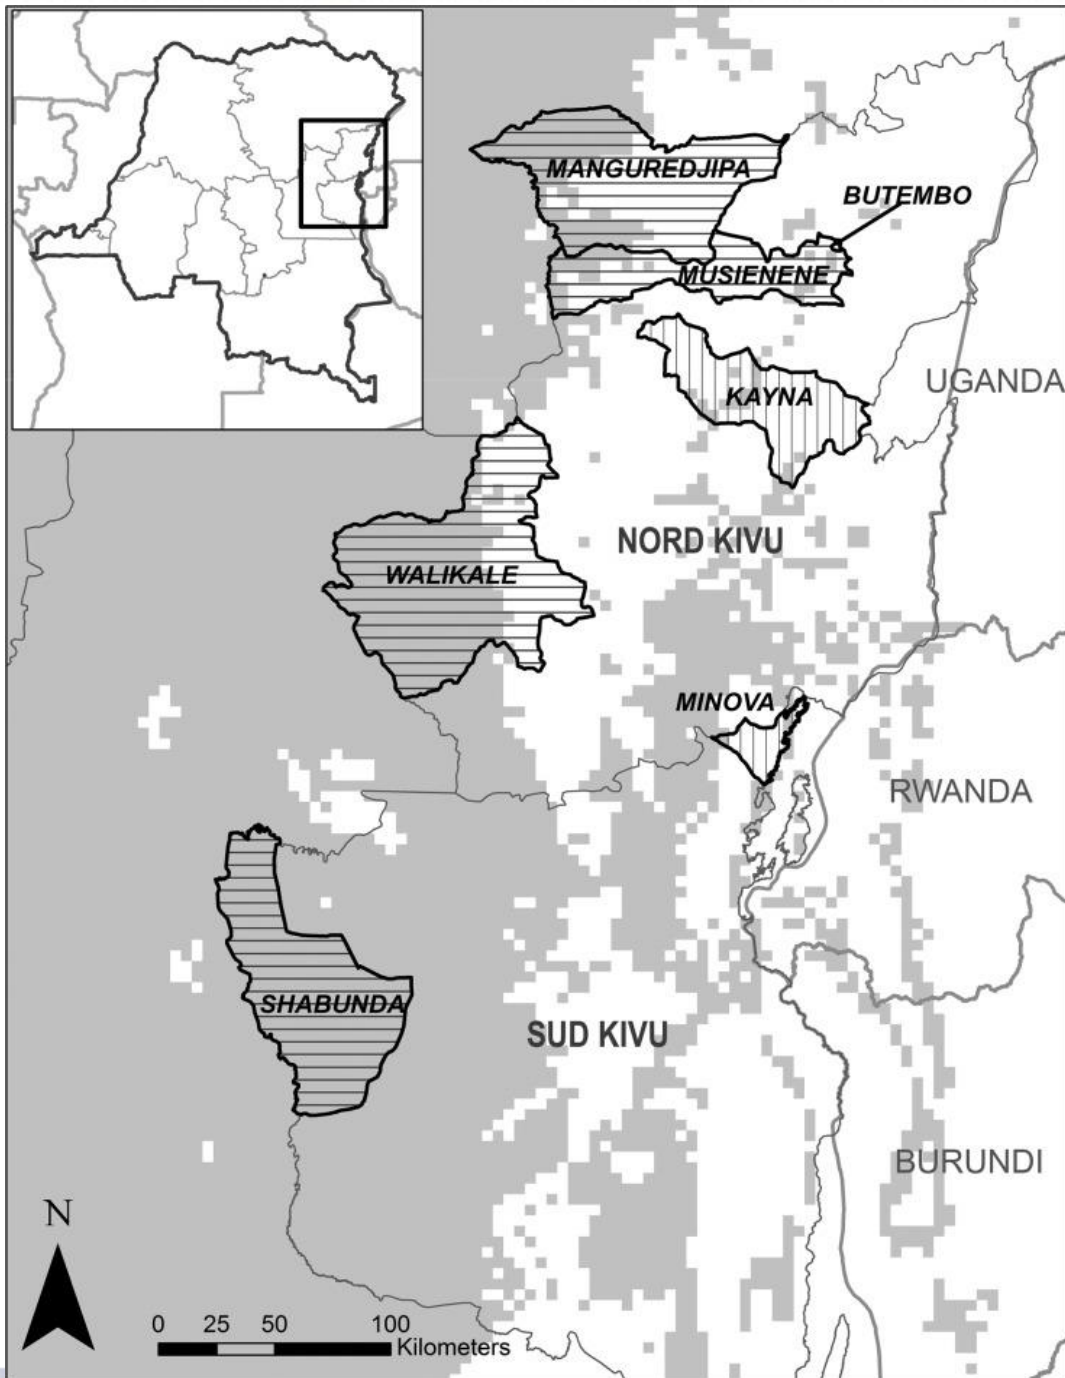 MANGUREDJIPA
BUTEMBO
MUSIENENE
KAYNA
UGANDA
NORD KIVU
WALIKALE
MINOVA
RWANDA
SHABUNDA
SUD KIVU
BURUNDI
N
0 25 50 100
Kilometers